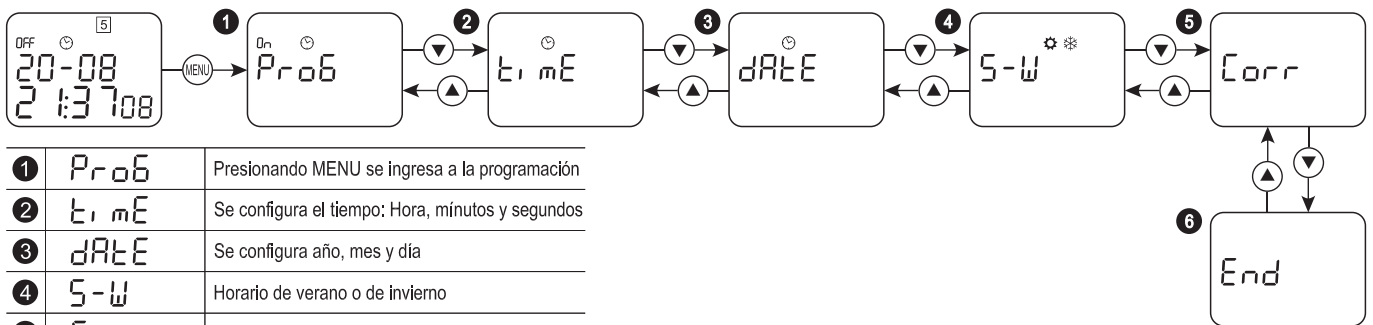 5
OFF
20-08
21:37 08
MENU
1
On
ProG
2
timE
3
dAtE
4
S-W
5
Corr
6
End
1 ProG Presionando MENU se ingresa a la programación
2 timE Se configura el tiempo: Hora, mínutos y segundos
3 dAtE Se configura año, mes y día
4 S-W Horario de verano o de invierno